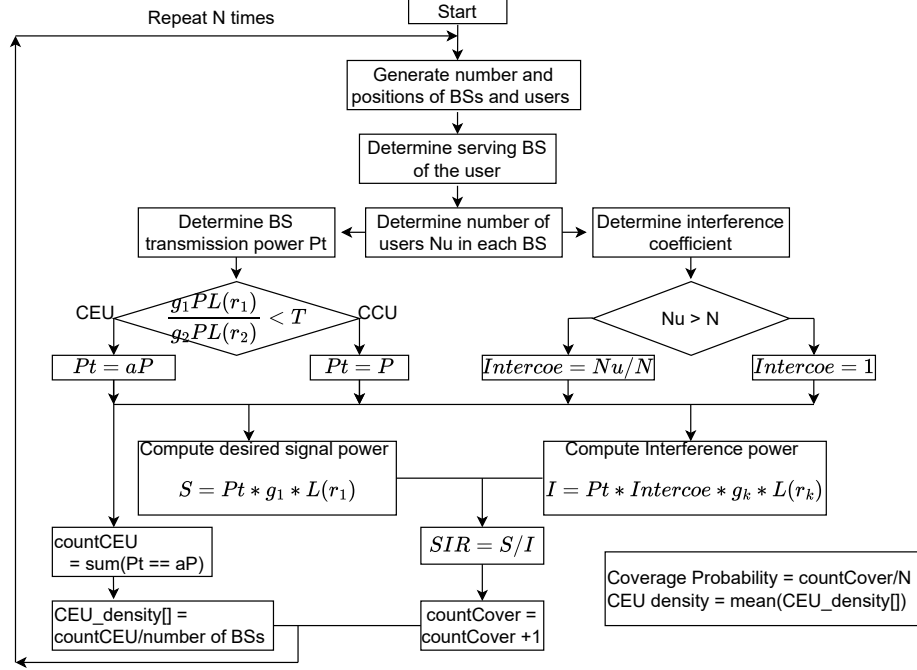 Start
Repeat N times
Generate number and
positions of BSs and users
Determine serving BS
of the user
Determine BS
transmission power Pt
Determine number of
users Nu in each BS
Determine interference
coefficient
CEU
g₁PL(r₁)
g₂PL(r₂)
< T
CCU
Nu > N
Pt = aP
Pt = P
Intercoe = Nu/N
Intercoe = 1
Compute desired signal power
S = Pt * g₁ * L(r₁)
Compute Interference power
I = Pt * Intercoe * gₖ * L(rₖ)
countCEU
= sum(Pt == aP)
SIR = S/I
CEU_density[] =
countCEU/number of BSs
countCover =
countCover +1
Coverage Probability = countCover/N
CEU density = mean(CEU_density[])